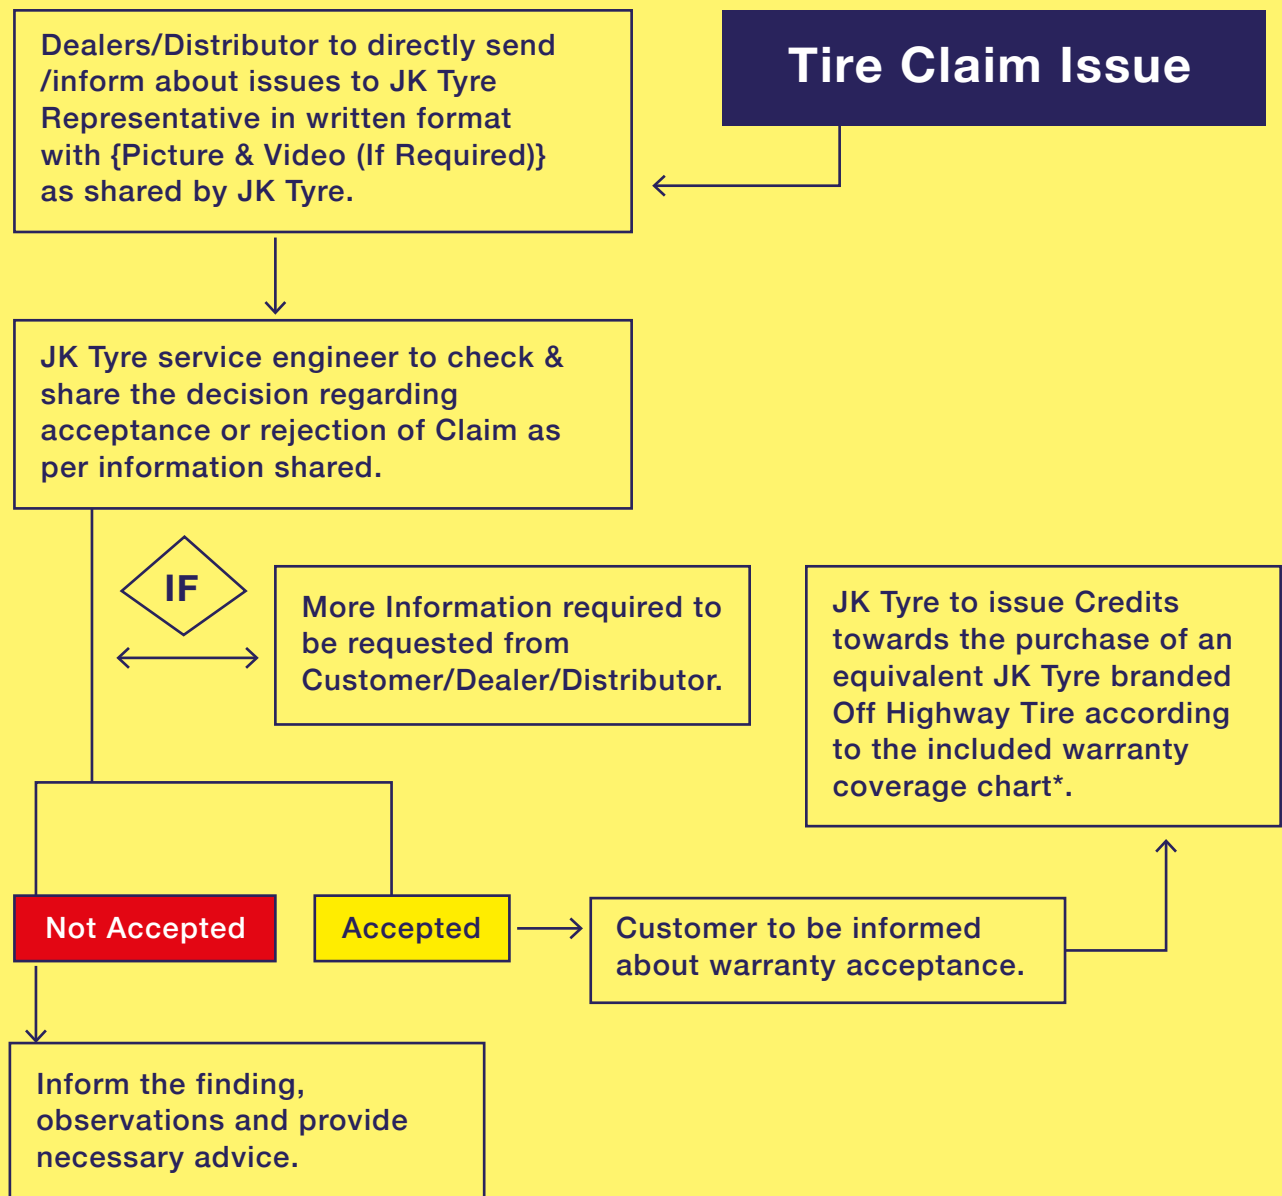 Tire Claim Issue
Dealers/Distributor to directly send
/inform about issues to JK Tyre
Representative in written format
with {Picture & Video (If Required)}
as shared by JK Tyre.
JK Tyre service engineer to check &
share the decision regarding
acceptance or rejection of Claim as
per information shared.
IF
More Information required to
be requested from
Customer/Dealer/Distributor.
Not Accepted
Accepted
Customer to be informed
about warranty acceptance.
JK Tyre to issue Credits
towards the purchase of an
equivalent JK Tyre branded
Off Highway Tire according
to the included warranty
coverage chart*.
Inform the finding,
observations and provide
necessary advice.